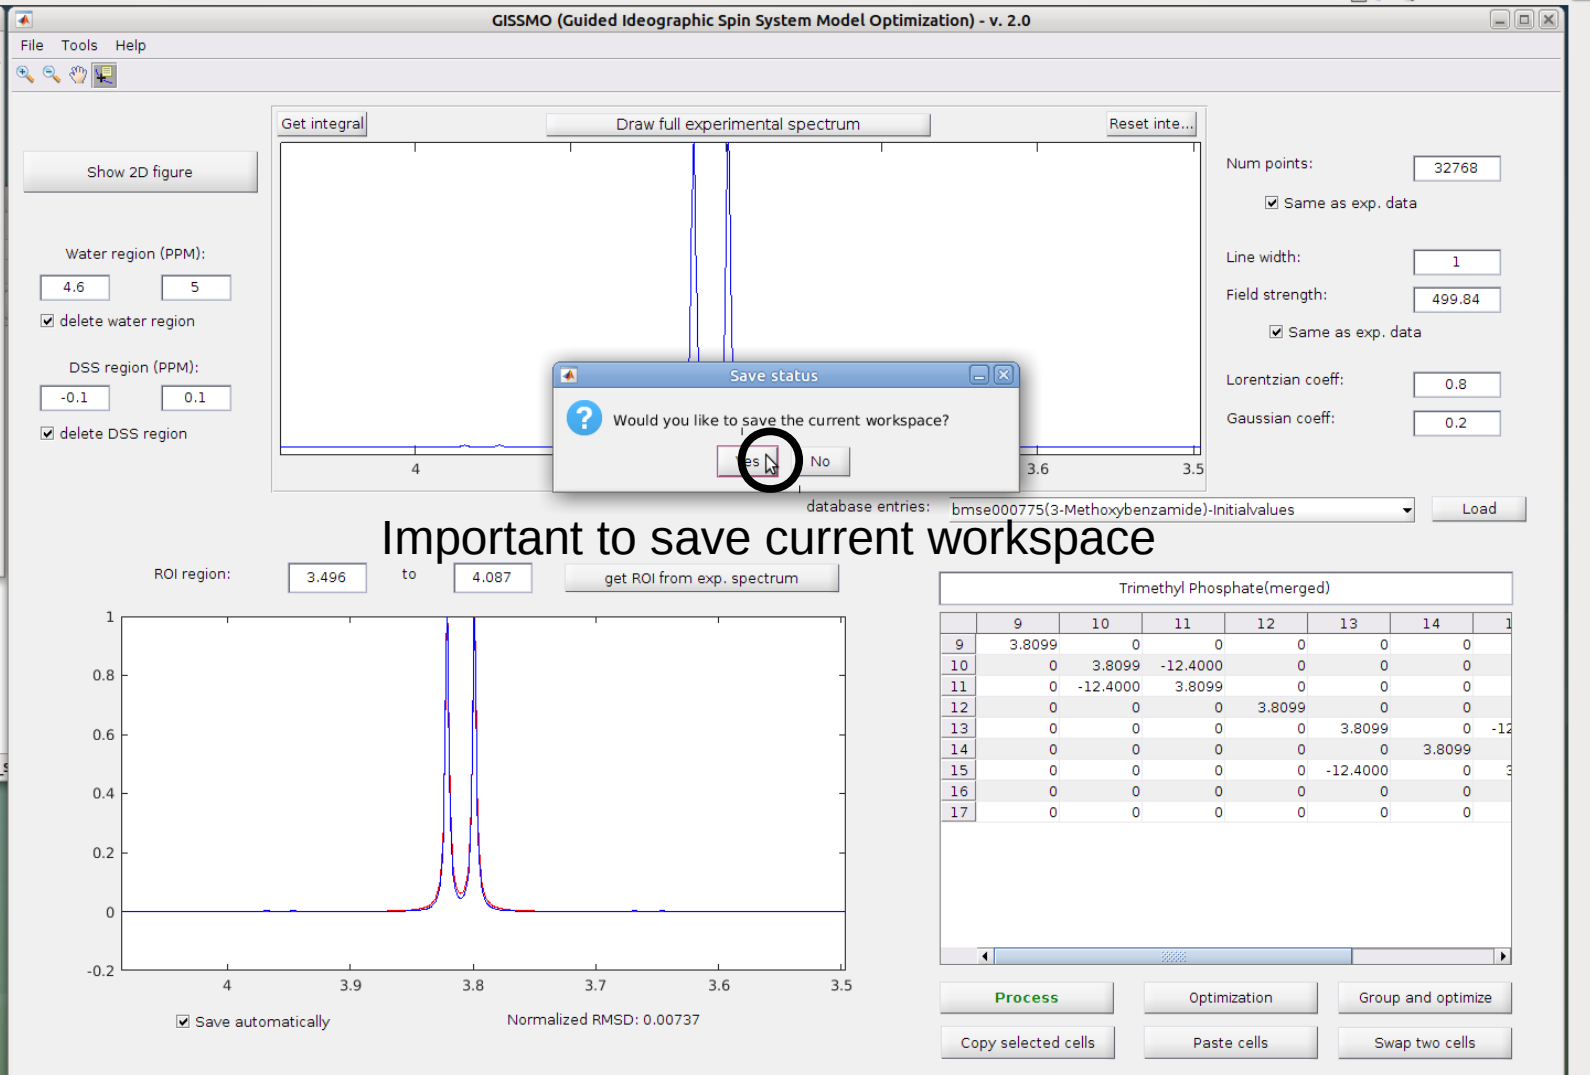 GISSMO (Guided Ideographic Spin System Model Optimization) - v. 2.0
File Tools Help
Get integral Draw full experimental spectrum Reset inte...
Show 2D figure
Num points: 32768
Same as exp. data
Water region (PPM):
4.6 5
delete water region
Line width: 1
Field strength: 499.84
Same as exp. data
DSS region (PPM):
-0.1 0.1
delete DSS region
Lorentzian coeff: 0.8
Gaussian coeff: 0.2
Save status
Would you like to save the current workspace?
Yes No
4 3.6 3.5
database entries: bmse000775(3-Methoxybenzamide)-Initialvalues Load
Important to save current workspace
ROI region: 3.496 to 4.087 get ROI from exp. spectrum
Trimethyl Phosphate(merged)
9 10 11 12 13 14 1
9 3.8099 0 0 0 0 0
10 0 3.8099 -12.4000 0 0 0
11 0 -12.4000 3.8099 0 0 0
12 0 0 0 3.8099 0 0
13 0 0 0 0 3.8099 0 -12
14 0 0 0 0 0 3.8099
15 0 0 0 0 -12.4000 0 3
16 0 0 0 0 0 0
17 0 0 0 0 0 0
1
0.8
0.6
0.4
0.2
0
-0.2
4 3.9 3.8 3.7 3.6 3.5
Save automatically Normalized RMSD: 0.00737
Process Optimization Group and optimize
Copy selected cells Paste cells Swap two cells